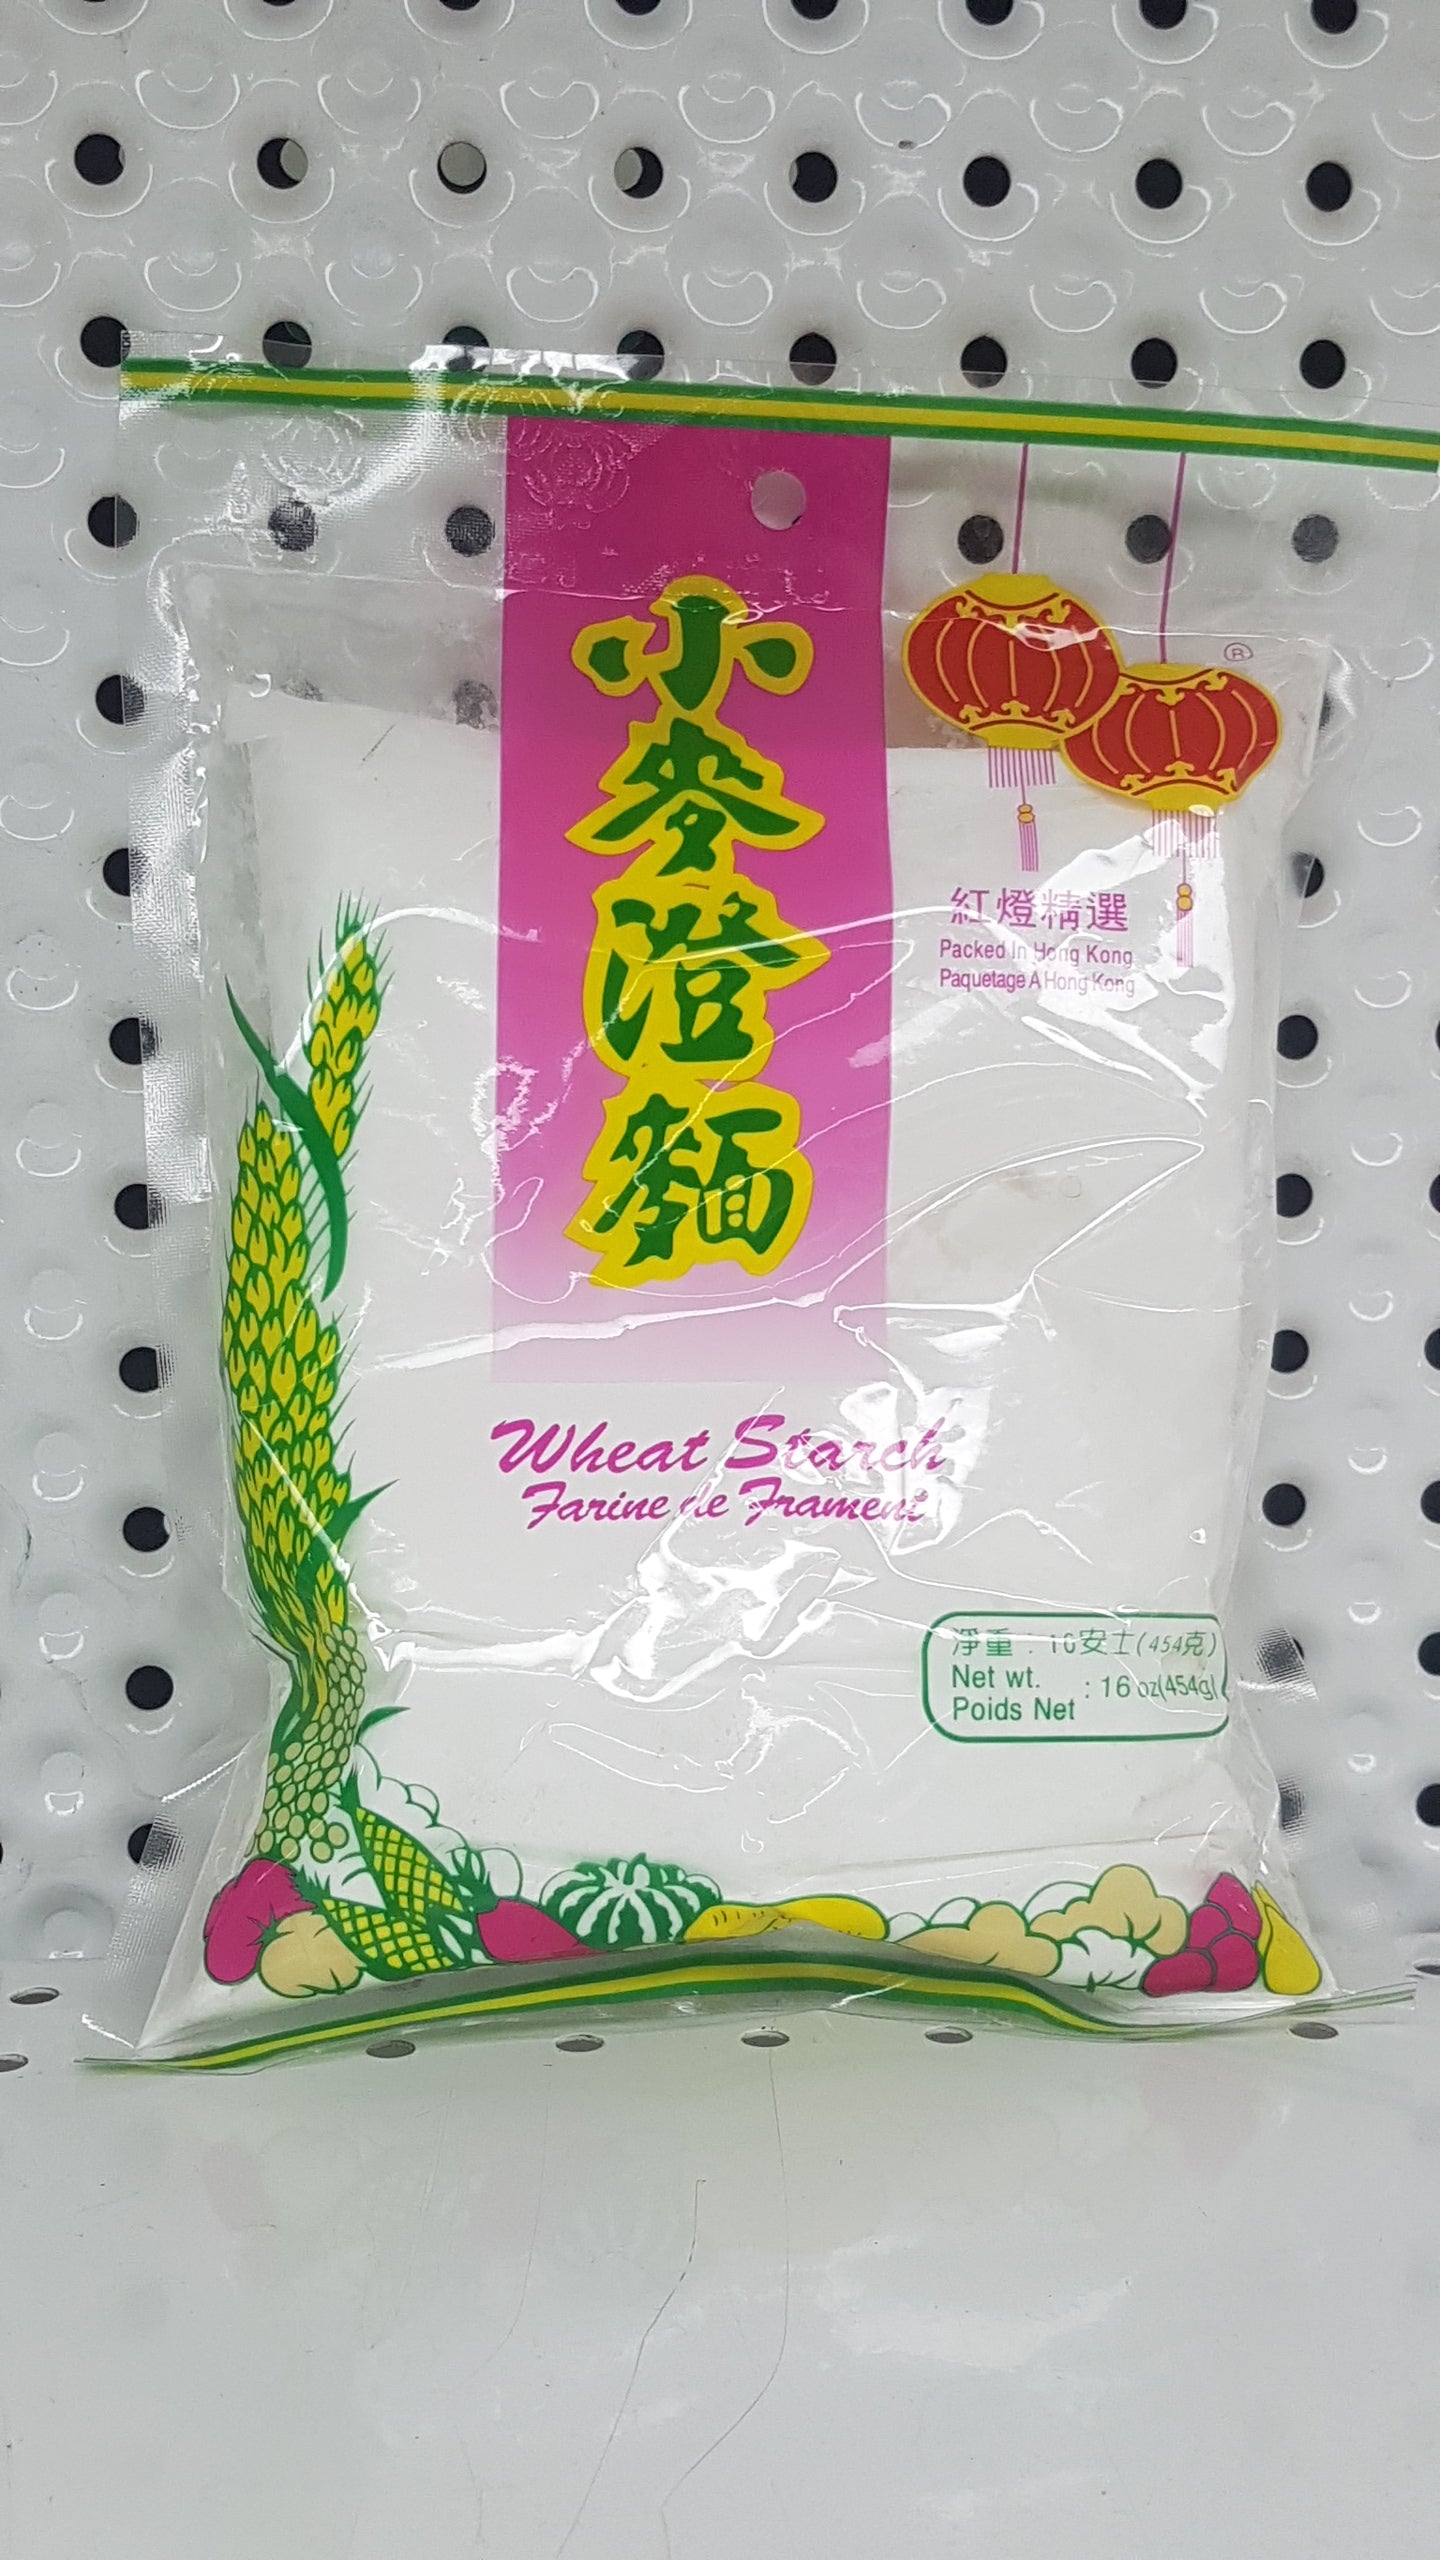 小麥澄麵
®
紅燈精選
Packed In Hong Kong
Paquetage A Hong Kong
Wheat Starch
Farine de Frament
淨重 : 16安士(454克)
Net wt. : 16 oz(454g)
Poids Net